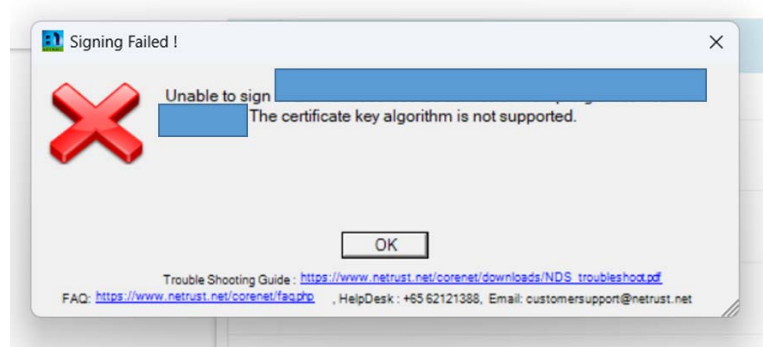 Signing Failed !
Unable to sign
The certificate key algorithm is not supported.
OK
Trouble Shooting Guide : https://www.netrust.net/corenet/downloads/NDS_troubleshoot.pdf
FAQ: https://www.netrust.net/corenet/faq.php , HelpDesk : +65 62121388, Email: customersupport@netrust.net